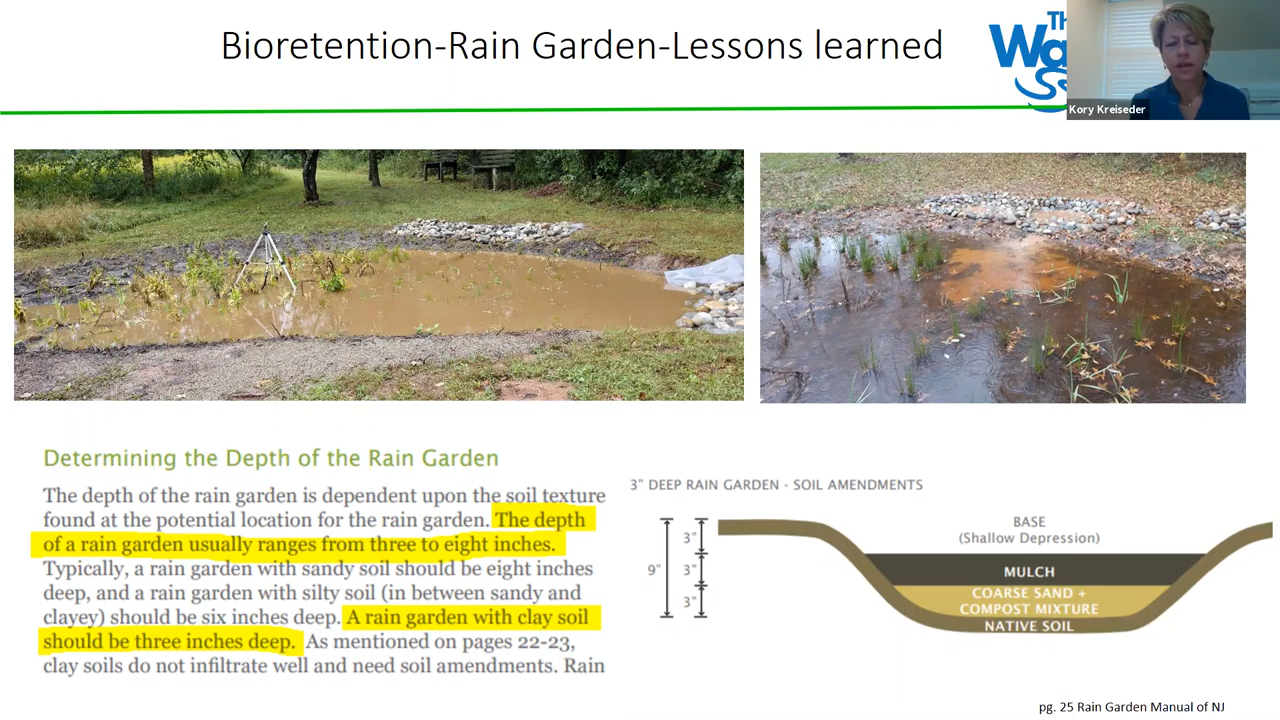 Bioretention-Rain Garden-Lessons learned
Kory Kreiseder
Determining the Depth of the Rain Garden
The depth of the rain garden is dependent upon the soil texture
found at the potential location for the rain garden. The depth
of a rain garden usually ranges from three to eight inches.
Typically, a rain garden with sandy soil should be eight inches
deep, and a rain garden with silty soil (in between sandy and
clayey) should be six inches deep. A rain garden with clay soil
should be three inches deep. As mentioned on pages 22-23,
clay soils do not infiltrate well and need soil amendments. Rain
3" DEEP RAIN GARDEN - SOIL AMENDMENTS
9"
3"
3"
3"
BASE
(Shallow Depression)
MULCH
COARSE SAND +
COMPOST MIXTURE
NATIVE SOIL
pg. 25 Rain Garden Manual of NJ